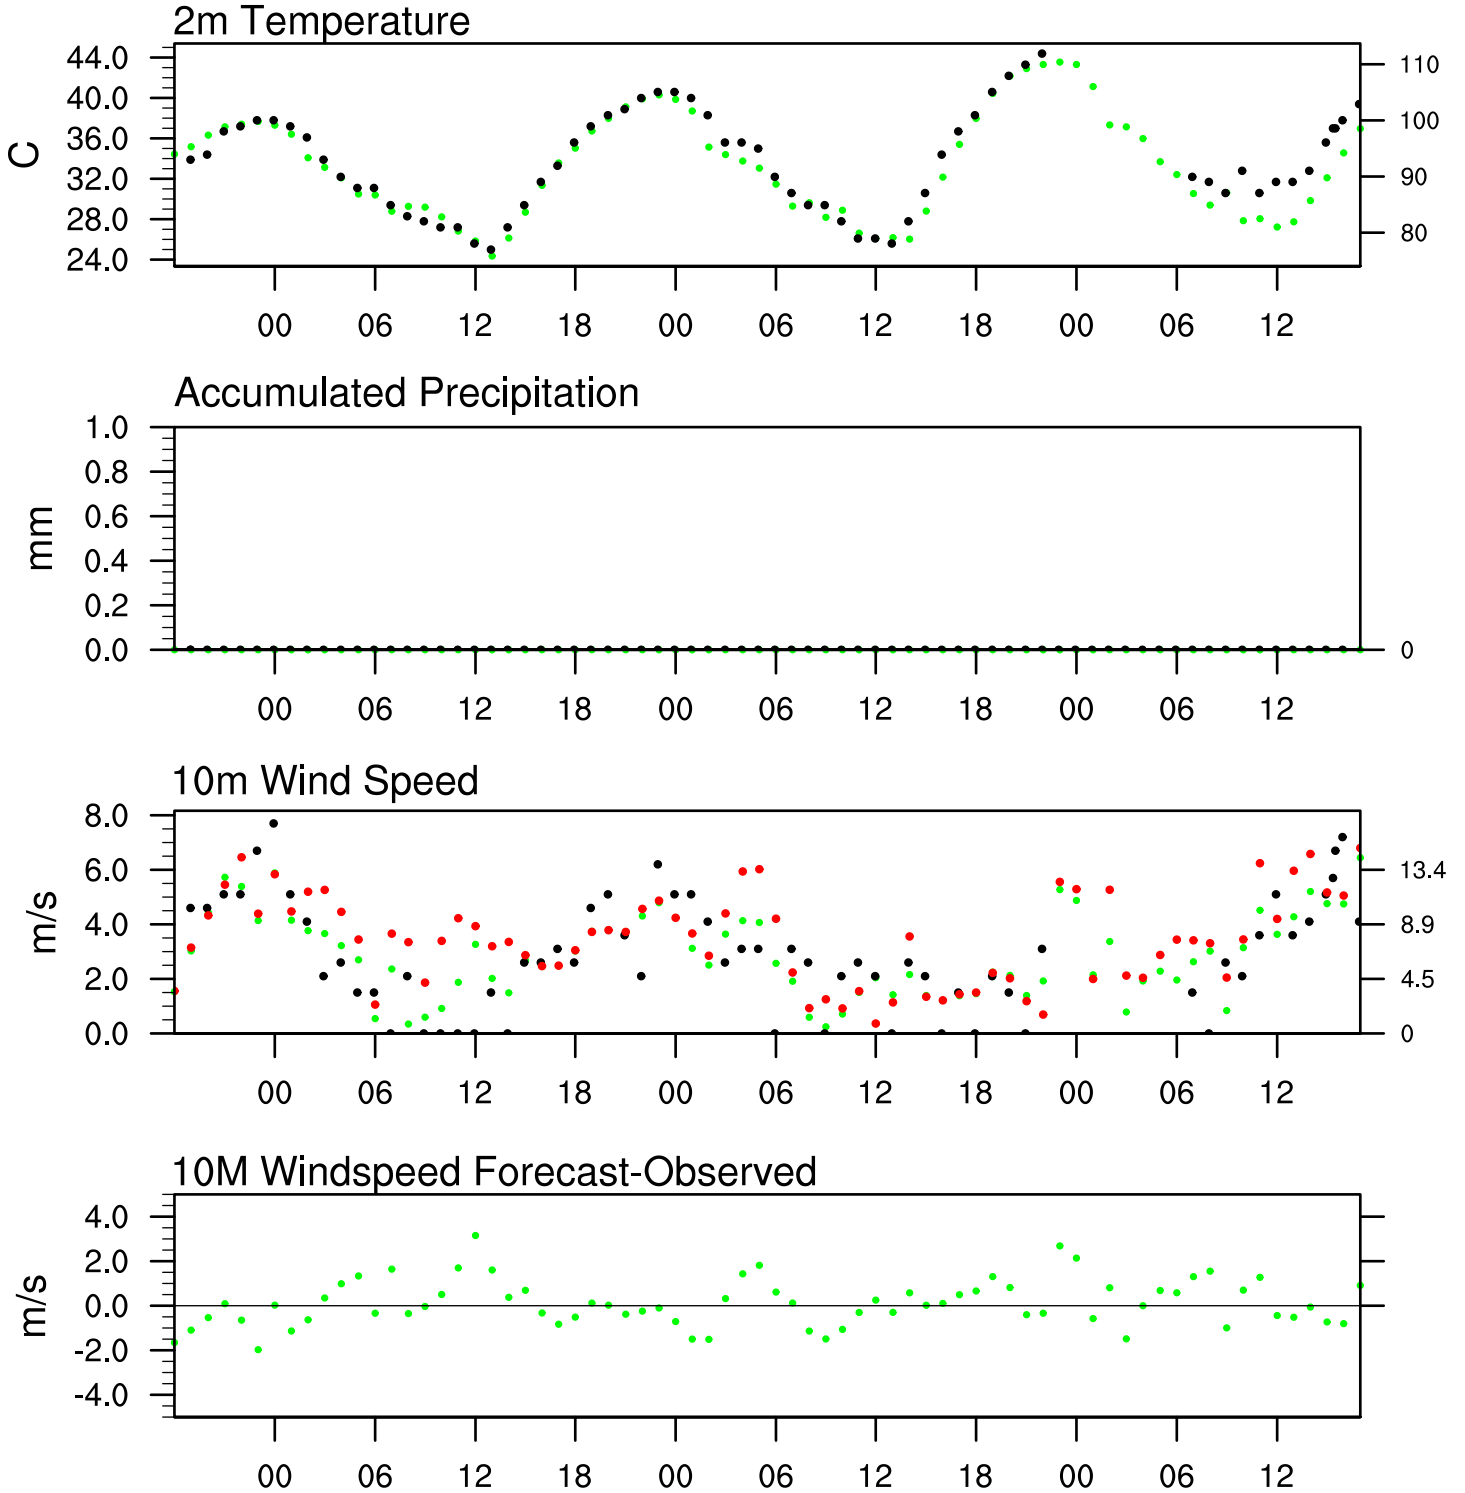 2m Temperature
44.0
40.0
36.0
32.0
28.0
24.0
C
110
100
90
80
00 06 12 18 00 06 12 18 00 06 12
Accumulated Precipitation
1.0
0.8
0.6
0.4
0.2
0.0
mm
0
00 06 12 18 00 06 12 18 00 06 12
10m Wind Speed
8.0
6.0
4.0
2.0
0.0
m/s
13.4
8.9
4.5
0
00 06 12 18 00 06 12 18 00 06 12
10M Windspeed Forecast-Observed
4.0
2.0
0.0
-2.0
-4.0
m/s
00 06 12 18 00 06 12 18 00 06 12